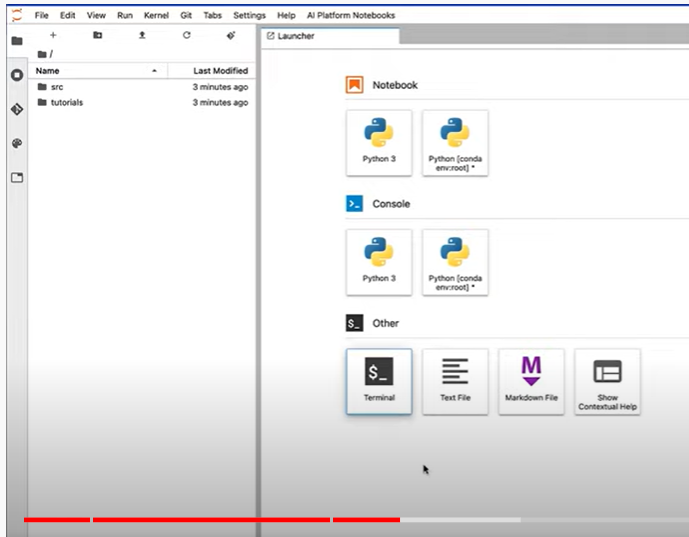 File Edit View Run Kernel Git Tabs Settings Help AI Platform Notebooks
Launcher
/
Name Last Modified
src 3 minutes ago
tutorials 3 minutes ago
Notebook
Python 3
Python [conda
env:root] *
Console
Python 3
Python [conda
env:root] *
$_ Other
$_
Terminal
Text File
M
Markdown File
Show
Contextual Help